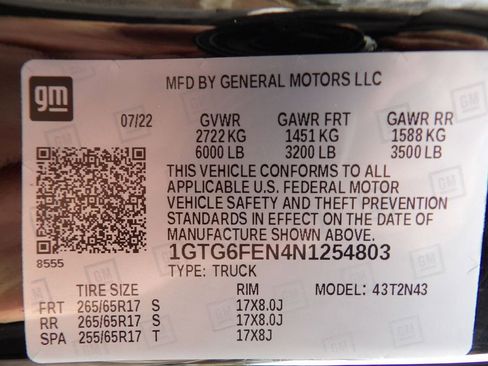 gm
MFD BY GENERAL MOTORS LLC
07/22 GVWR GAWR FRT GAWR RR
2722 KG 1451 KG 1588 KG
6000 LB 3200 LB 3500 LB
THIS VEHICLE CONFORMS TO ALL
APPLICABLE U.S. FEDERAL MOTOR
VEHICLE SAFETY AND THEFT PREVENTION
STANDARDS IN EFFECT ON THE DATE OF
MANUFACTURE SHOWN ABOVE.
8555
1GTG6FEN4N1254803
TYPE: TRUCK
TIRE SIZE RIM MODEL: 43T2N43
FRT 265/65R17 S 17X8.0J
RR 265/65R17 S 17X8.0J
SPA 255/65R17 T 17X8J